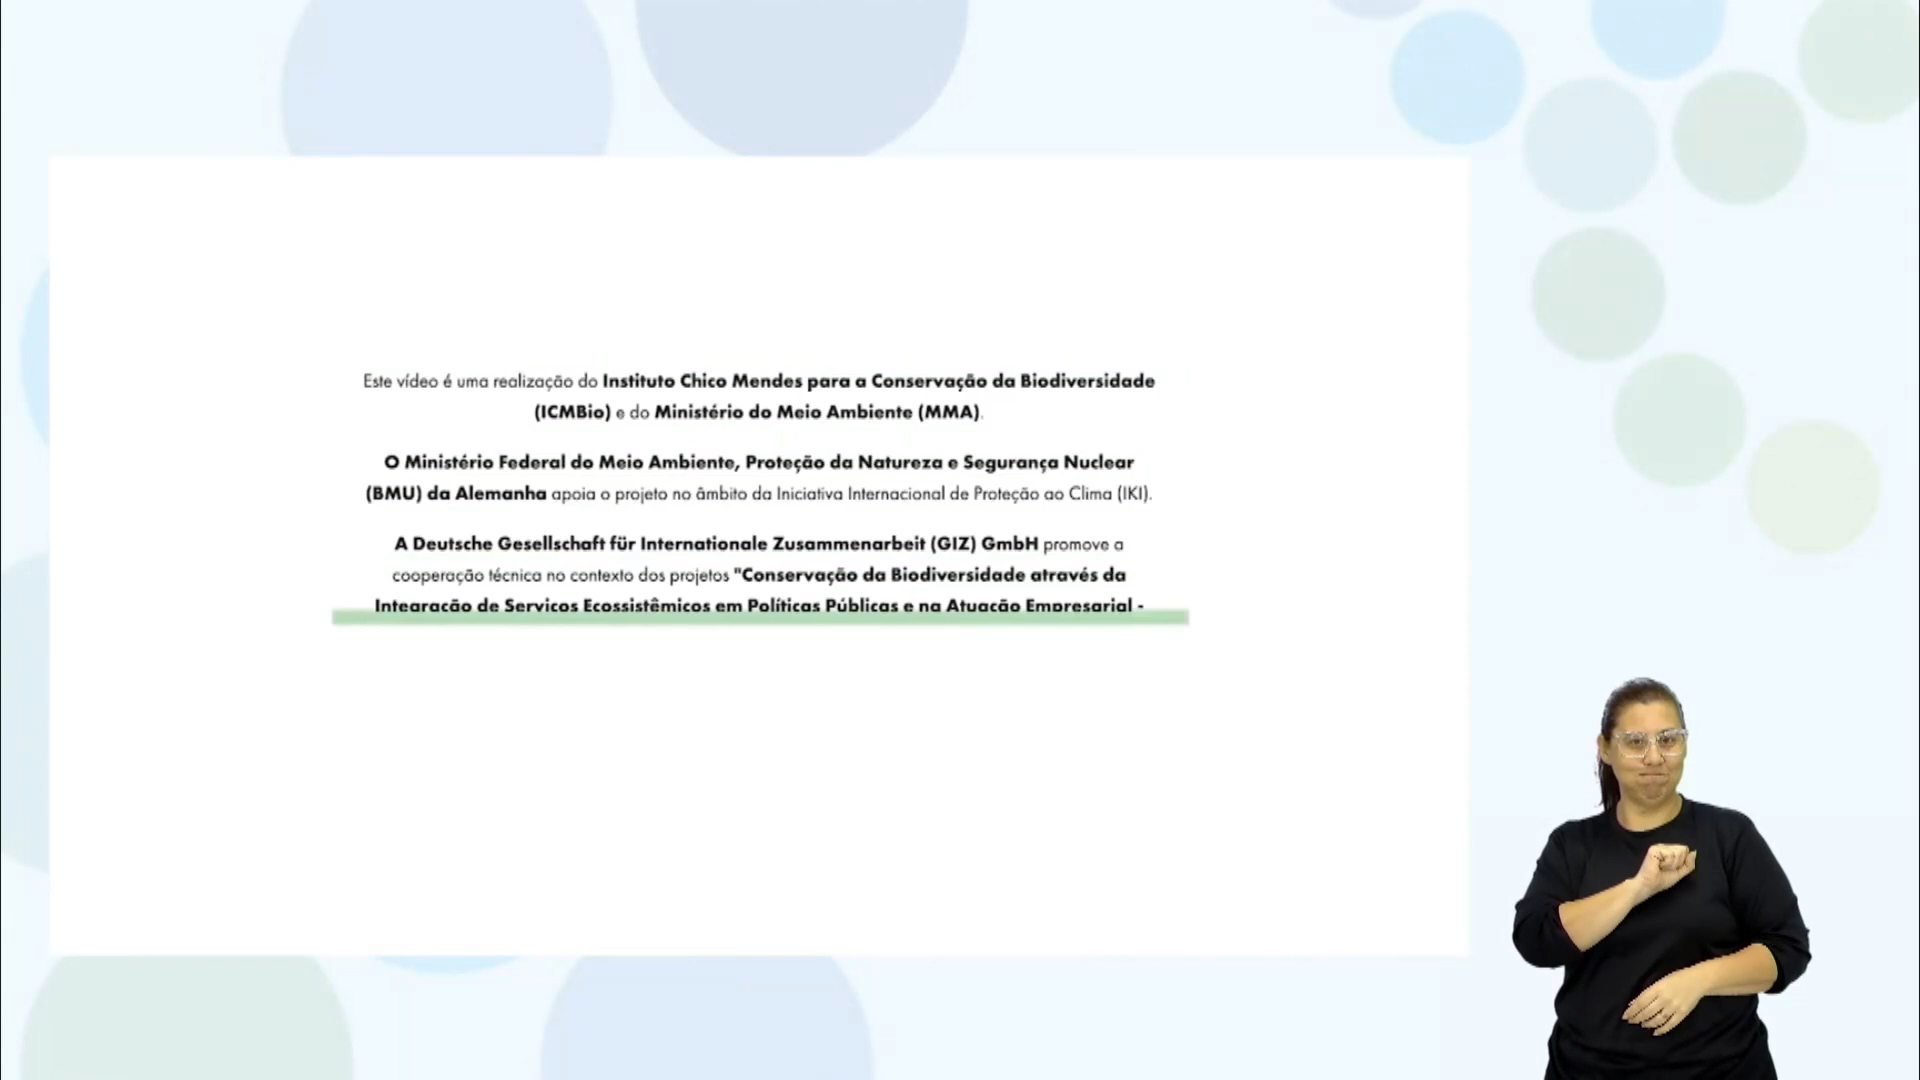 Este vídeo é uma realização do Instituto Chico Mendes para a Conservação da Biodiversidade
(ICMBio) e do Ministério do Meio Ambiente (MMA).
O Ministério Federal do Meio Ambiente, Proteção da Natureza e Segurança Nuclear
(BMU) da Alemanha apoia o projeto no âmbito da Iniciativa Internacional de Proteção ao Clima (IKI).
A Deutsche Gesellschaft für Internationale Zusammenarbeit (GIZ) GmbH promove a
cooperação técnica no contexto dos projetos "Conservação da Biodiversidade através da
Integração de Serviços Ecossistêmicos em Políticas Públicas e na Atuação Empresarial -